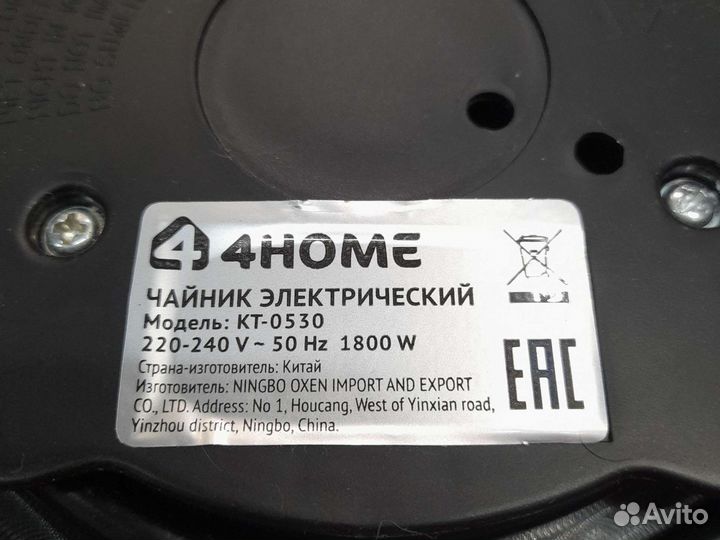 4HOME
ЧАЙНИК ЭЛЕКТРИЧЕСКИЙ
Модель: KT-0530
220-240 V ~ 50 Hz 1800 W
Страна-изготовитель: Китай
Изготовитель: NINGBO OXEN IMPORT AND EXPORT
CO., LTD. Address: No 1, Houcang, West of Yinxian road,
Yinzhou district, Ningbo, China.
EAC
Avito